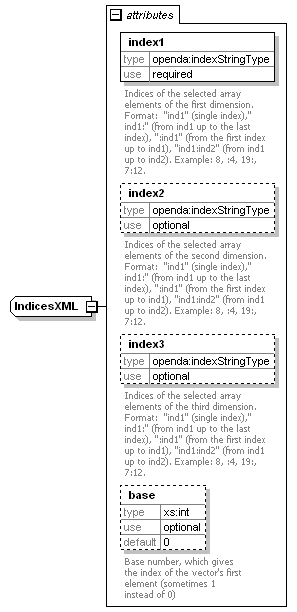 attributes
index1
type openda:indexStringType
use required
Indices of the selected array
elements of the first dimension.
Format: "ind1" (single index),"
ind1:" (from ind1 up to the last
index), ":ind1" (from the first index
up to ind1), "ind1:ind2" (from ind1
up to ind2). Example: 8, :4, 19:,
7:12.
index2
type openda:indexStringType
use optional
Indices of the selected array
elements of the second dimension.
Format: "ind1" (single index),"
ind1:" (from ind1 up to the last
index), ":ind1" (from the first index
up to ind1), "ind1:ind2" (from ind1
up to ind2). Example: 8, :4, 19:,
7:12.
IndicesXML
index3
type openda:indexStringType
use optional
Indices of the selected array
elements of the third dimension.
Format: "ind1" (single index),"
ind1:" (from ind1 up to the last
index), ":ind1" (from the first index
up to ind1), "ind1:ind2" (from ind1
up to ind2). Example: 8, :4, 19:,
7:12.
base
type xs:int
use optional
default 0
Base number, which gives
the index of the vector's first
element (sometimes 1
instead of 0)